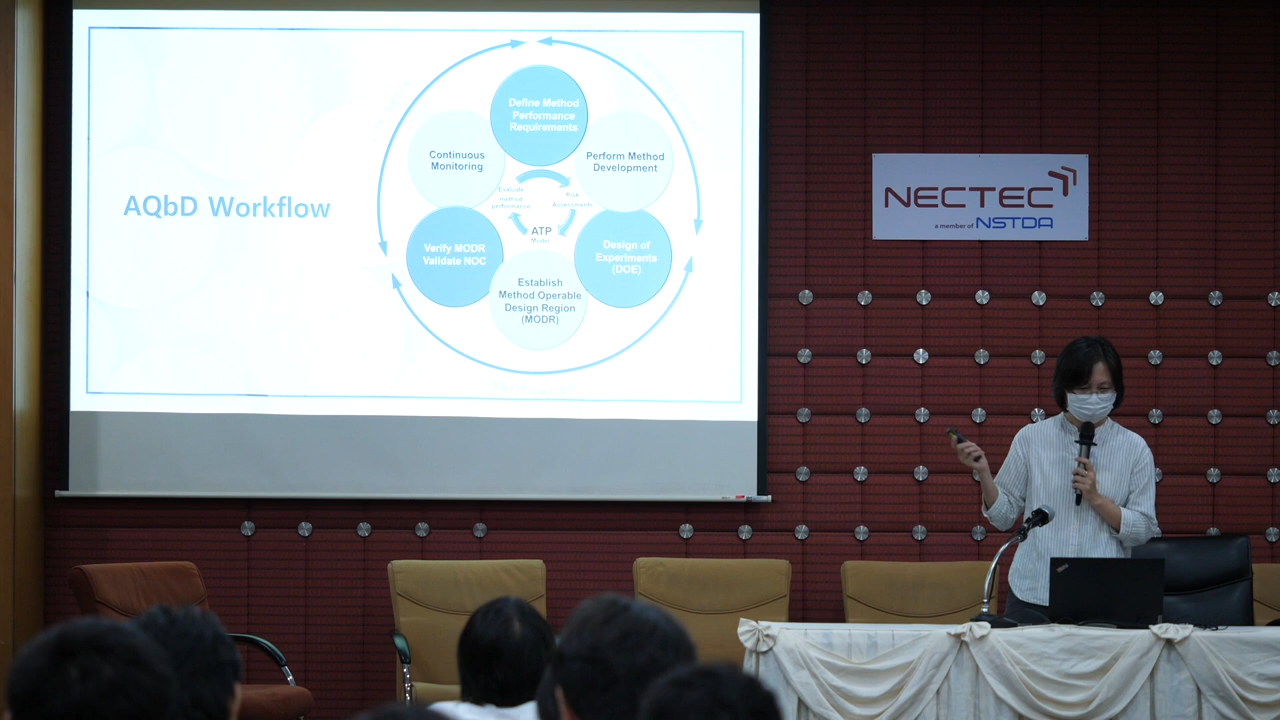 AQbD Workflow
Define Method
Performance
Requirements
Perform Method
Development
Design of
Experiments
(DOE)
Establish
Method Operable
Design Region
(MODR)
Verify MODR
Validate NOC
Continuous
Monitoring
Evaluate
method
performance
Risk
Assessments
ATP
Model
NECTEC
a member of NSTDA